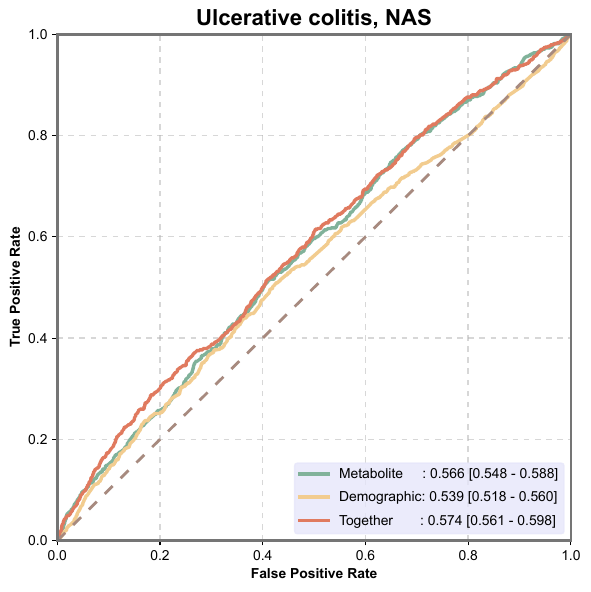 Ulcerative colitis, NAS
True Positive Rate
1.0
0.8
0.6
0.4
0.2
0.0
Metabolite : 0.566 [0.548 - 0.588]
Demographic: 0.539 [0.518 - 0.560]
Together : 0.574 [0.561 - 0.598]
0.0 0.2 0.4 0.6 0.8 1.0
False Positive Rate